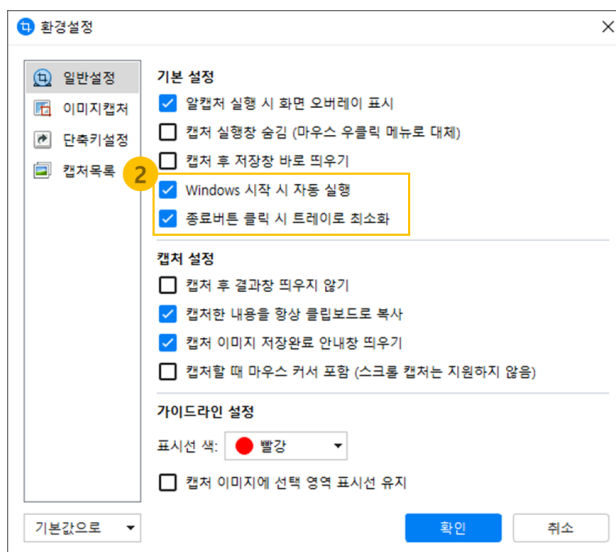 환경설정
일반설정
이미지캡처
단축키설정
캡처목록
2
기본 설정
알캡처 실행 시 화면 오버레이 표시
캡처 실행창 숨김 (마우스 우클릭 메뉴로 대체)
캡처 후 저장창 바로 띄우기
Windows 시작 시 자동 실행
종료버튼 클릭 시 트레이로 최소화
캡처 설정
캡처 후 결과창 띄우지 않기
캡처한 내용을 항상 클립보드로 복사
캡처 이미지 저장완료 안내창 띄우기
캡처할 때 마우스 커서 포함 (스크롤 캡처는 지원하지 않음)
가이드라인 설정
표시선 색: 빨강
캡처 이미지에 선택 영역 표시선 유지
기본값으로
확인
취소